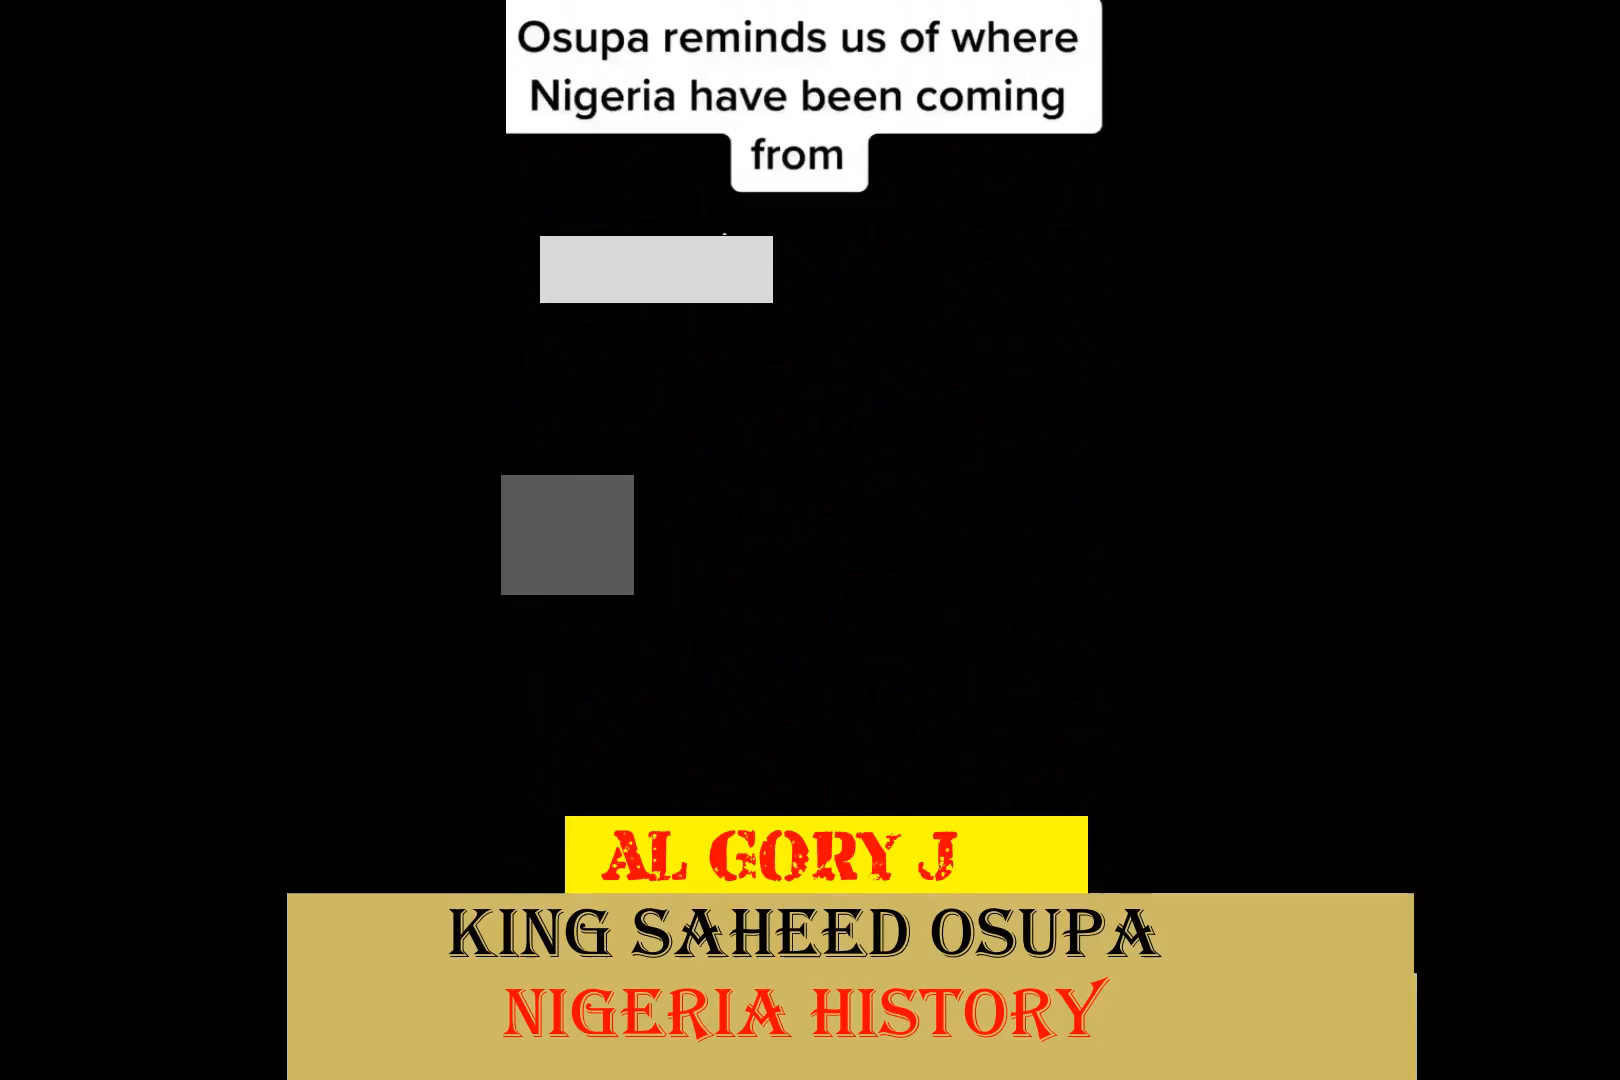 Osupa reminds us of where
Nigeria have been coming
from
AL GORY J
KING SAHEED OSUPA
NIGERIA HISTORY